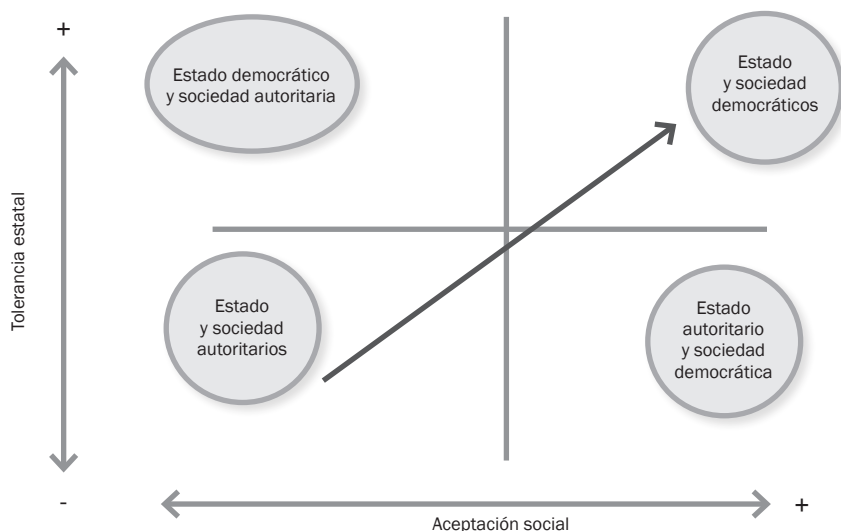 +
Estado democrático
y sociedad autoritaria
Estado
y sociedad
democráticos
Tolerancia estatal
Estado
y sociedad
autoritarios
Estado
autoritario
y sociedad
democrática
-
+
Aceptación social